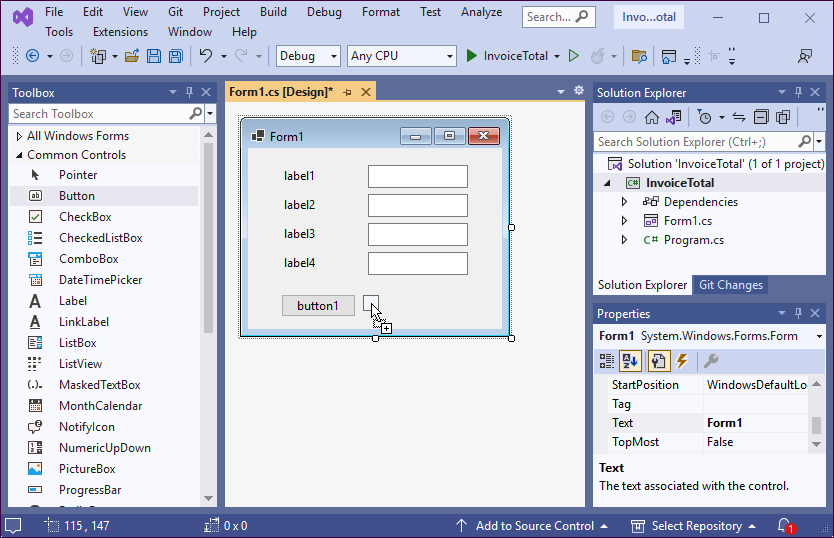 File Edit View Git Project Build Debug Format Test Analyze Search... Invo...otal
Tools Extensions Window Help
Debug Any CPU InvoiceTotal
Toolbox
Search Toolbox
All Windows Forms
Common Controls
Pointer
Button
CheckBox
CheckedListBox
ComboBox
DateTimePicker
Label
LinkLabel
ListBox
ListView
MaskedTextBox
MonthCalendar
NotifyIcon
NumericUpDown
PictureBox
ProgressBar
Form1.cs [Design]*
Form1
label1
label2
label3
label4
button1
Solution Explorer
Search Solution Explorer (Ctrl+;)
Solution 'InvoiceTotal' (1 of 1 project)
InvoiceTotal
Dependencies
Form1.cs
C# Program.cs
Solution Explorer Git Changes
Properties
Form1 System.Windows.Forms.Form
StartPosition WindowsDefaultLo
Tag
Text Form1
TopMost False
Text
The text associated with the control.
115 , 147 0 x 0 Add to Source Control Select Repository 1